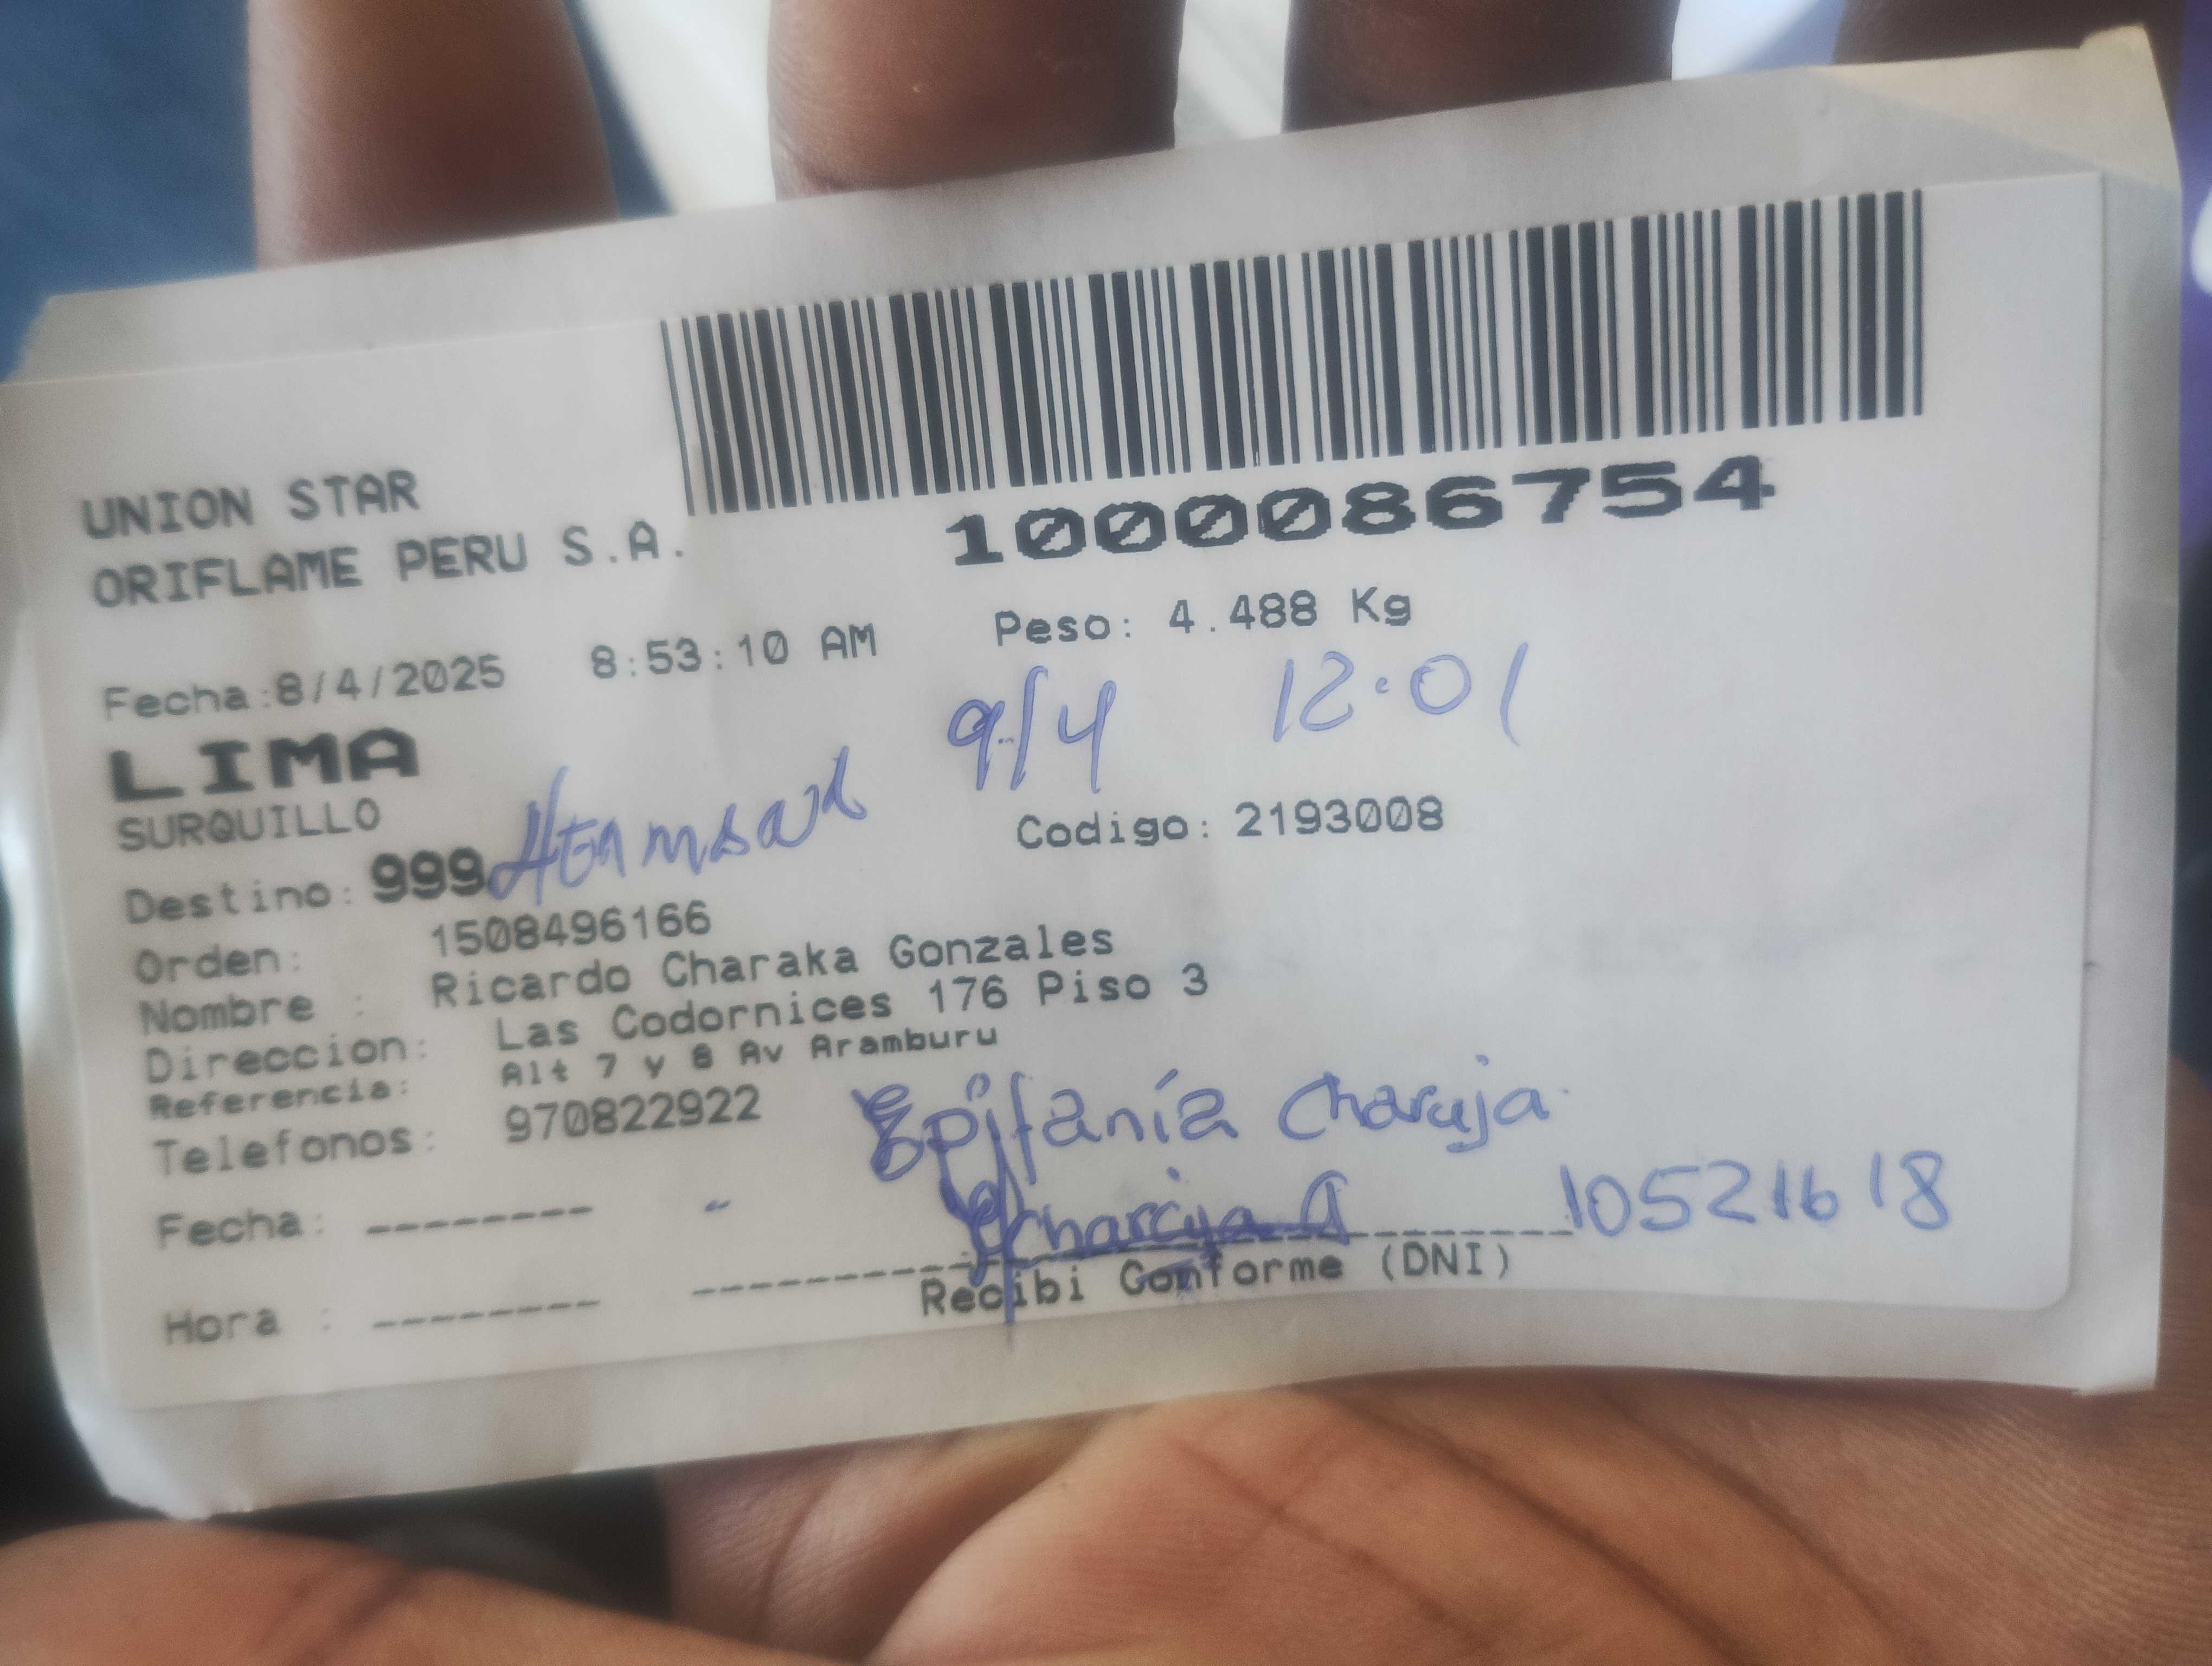 UNION STAR
ORIFLAME PERU S.A.
1000086754
Fecha:8/4/2025 8:53:10 AM Peso: 4.488 Kg
9/4 12:01
LIMA
SURQUILLO
Destino: 999 Codigo: 2193008
Orden: 1508496166
Nombre : Ricardo Charaka Gonzales
Direccion: Las Codornices 176 Piso 3
Referencia: Alt 7 y 8 Av Aramburu
Telefonos: 970822922
Epifanía Charaja
Fecha: 10521618
Hora : Recibi Conforme (DNI)